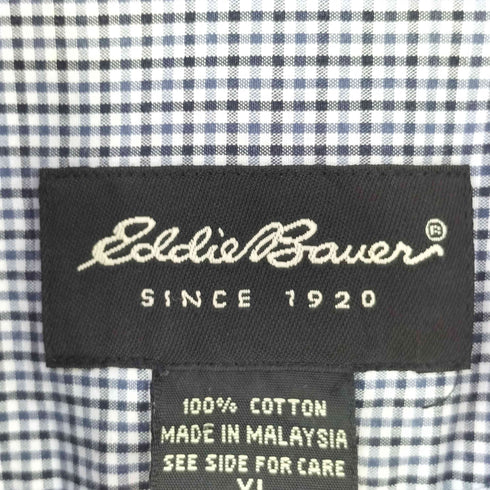 Eddie Bauer®
SINCE 1920
100% COTTON
MADE IN MALAYSIA
SEE SIDE FOR CARE
XL